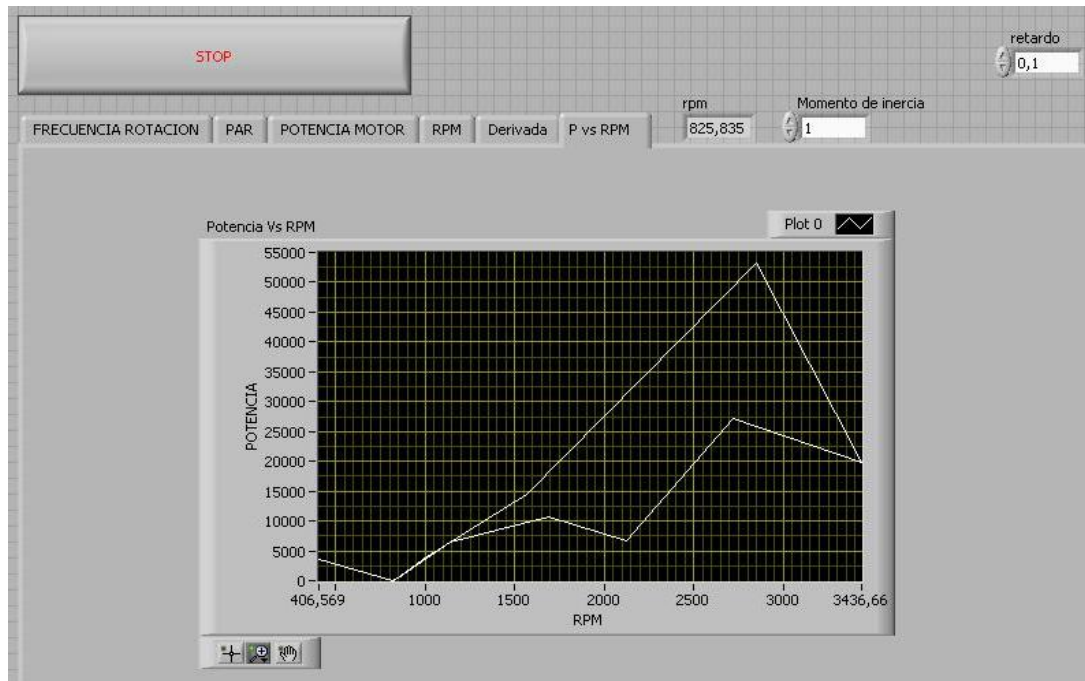 STOP
retardo
0,1
rpm
825,835
Momento de inercia
1
FRECUENCIA ROTACION
PAR
POTENCIA MOTOR
RPM
Derivada
P vs RPM
Potencia Vs RPM
Plot 0
POTENCIA
55000
50000
45000
40000
35000
30000
25000
20000
15000
10000
5000
0
406,569
1000
1500
2000
2500
3000
3436,66
RPM